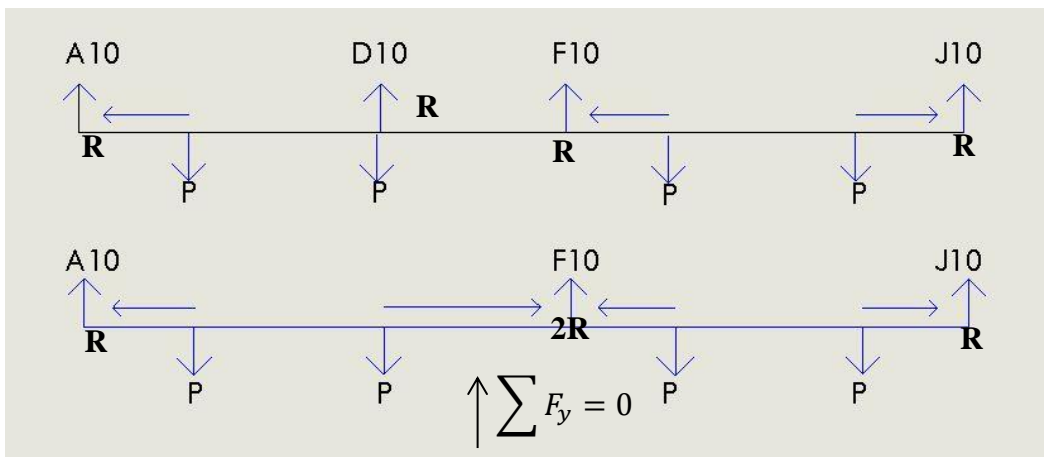 A10 D10 F10 J10
R
R R R
P P P P
A10 F10 J10
R 2R R
P P P P
∑ F_y = 0